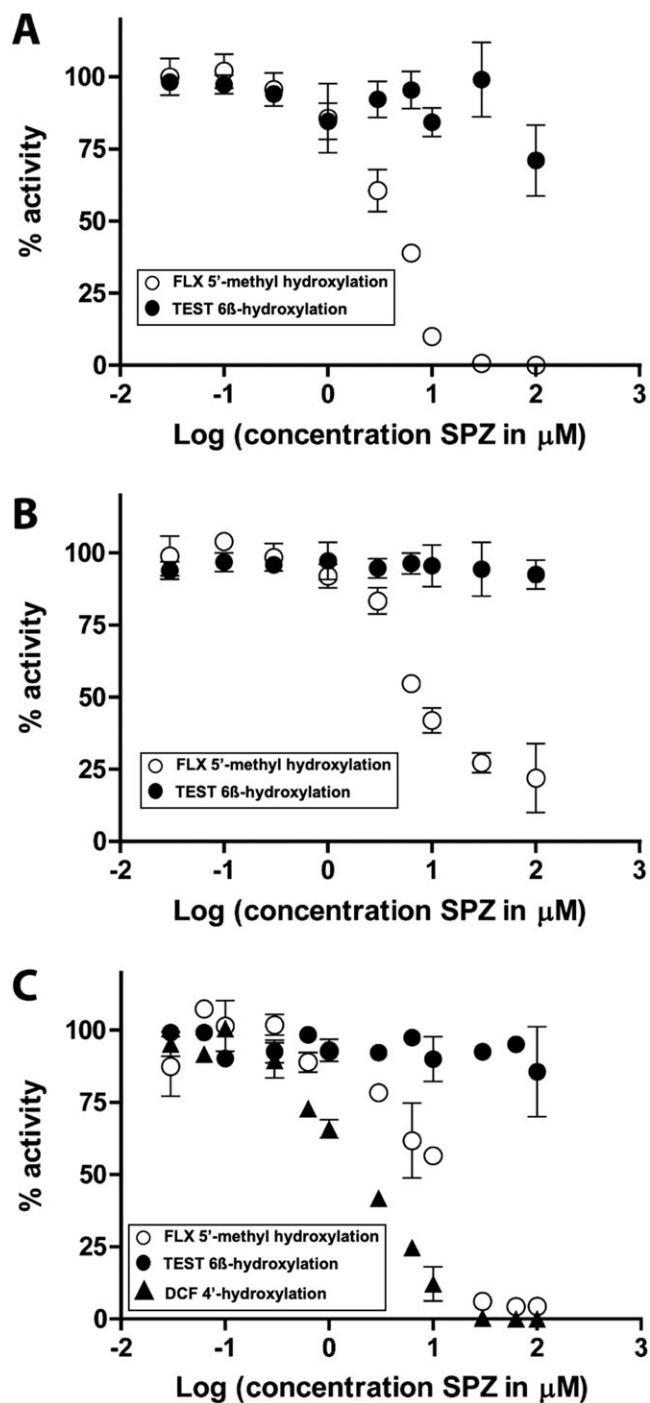 A
100
75
50
25
0
% activity
FLX 5'-methyl hydroxylation
TEST 6ß-hydroxylation
-2 -1 0 1 2 3
Log (concentration SPZ in μM)
B
100
75
50
25
0
% activity
FLX 5'-methyl hydroxylation
TEST 6ß-hydroxylation
-2 -1 0 1 2 3
Log (concentration SPZ in μM)
C
100
75
50
25
0
% activity
FLX 5'-methyl hydroxylation
TEST 6ß-hydroxylation
DCF 4'-hydroxylation
-2 -1 0 1 2 3
Log (concentration SPZ in μM)